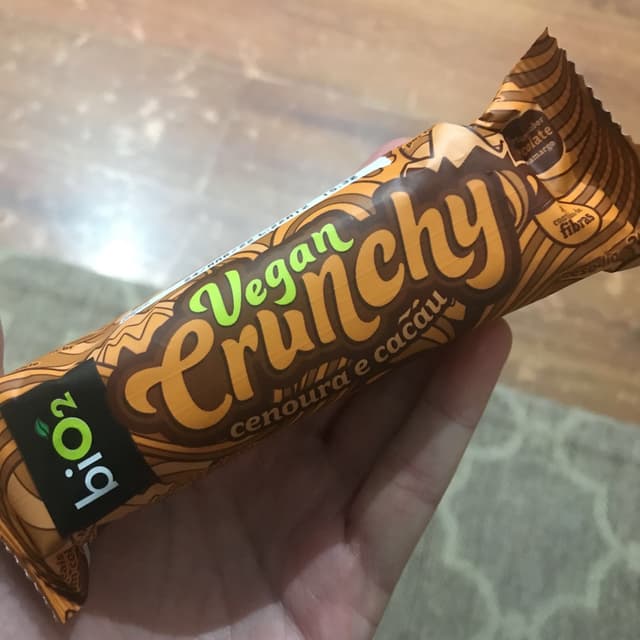 Vegan
Crunchy
cenoura e cacau
biO2
fibras